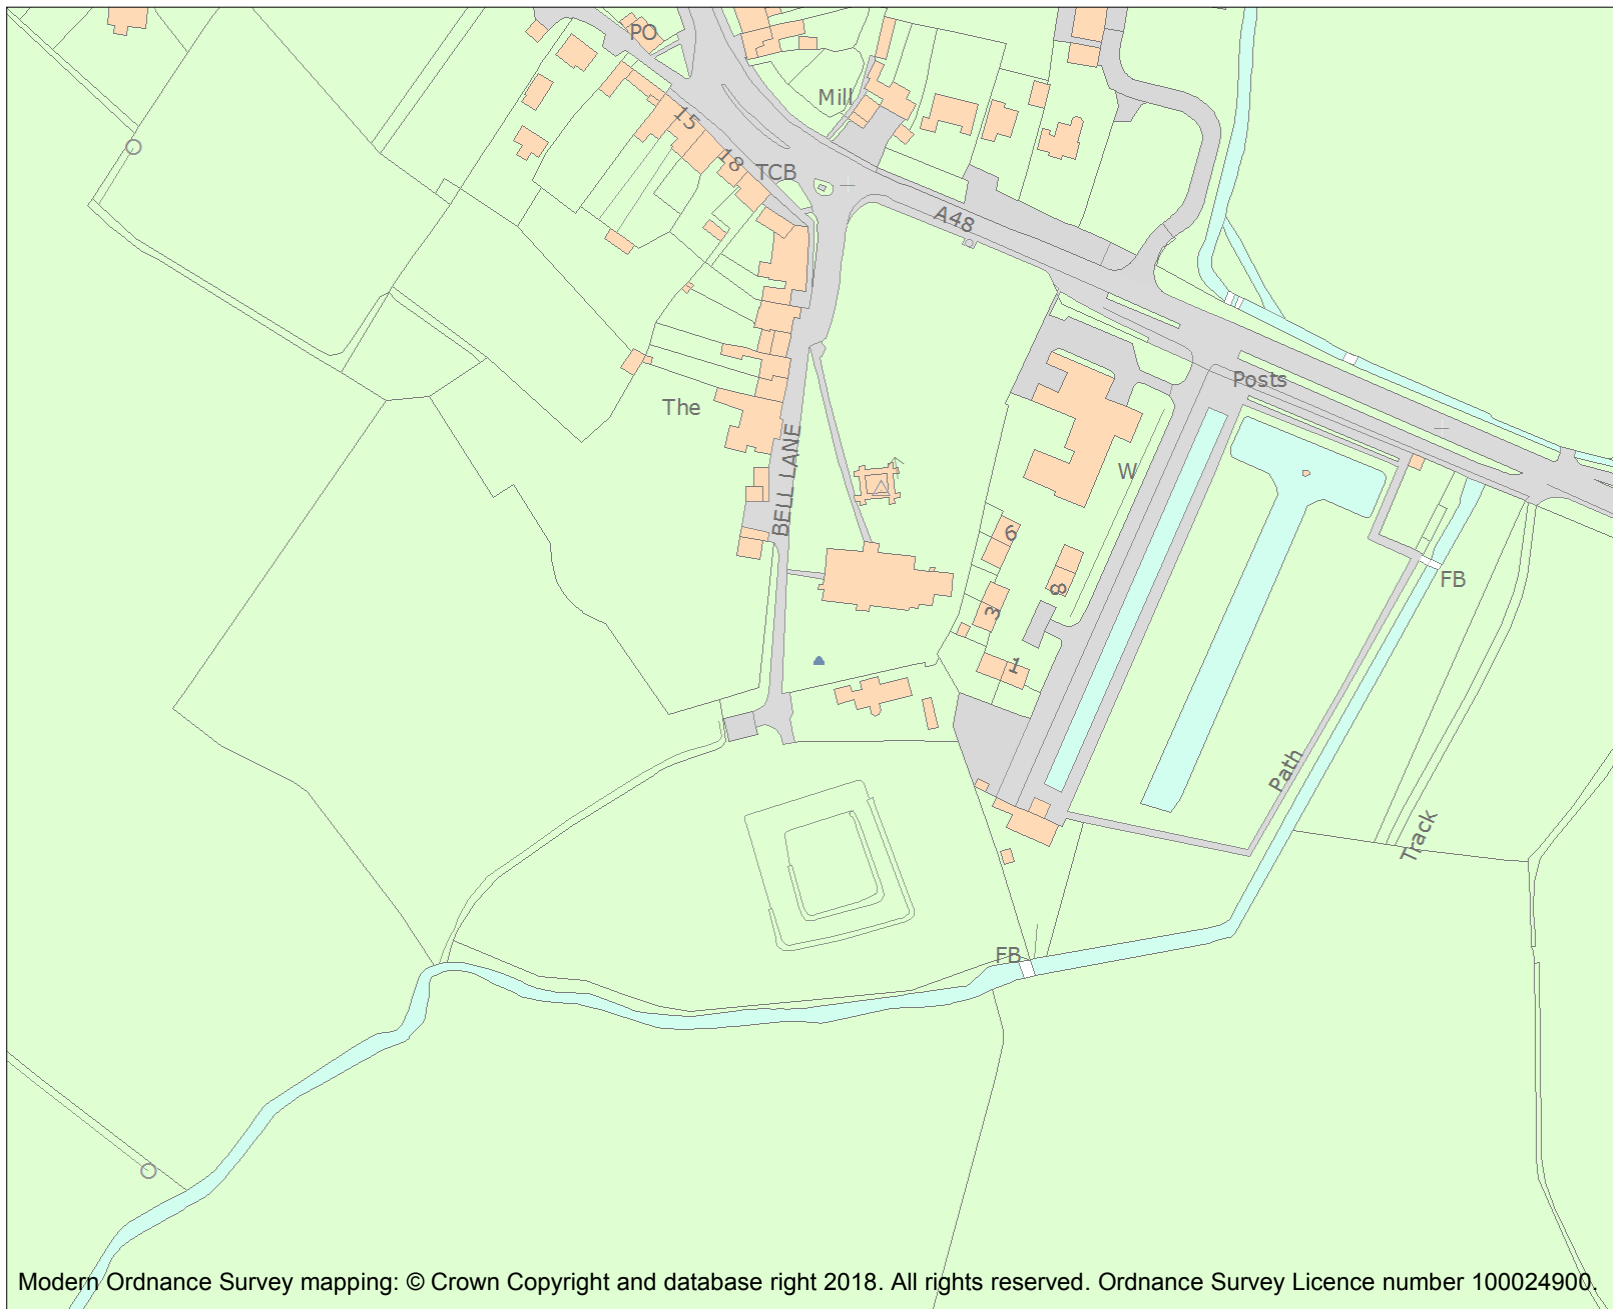 PO
Mill
15
18
TCB
A48
Posts
The
BELL LANE
W
6
8
FB
3
1
Path
Track
FB
Modern Ordnance Survey mapping: © Crown Copyright and database right 2018. All rights reserved. Ordnance Survey Licence number 100024900.